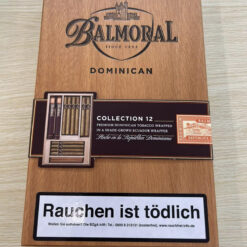 BALMORAL
SINCE 1895
DOMINICAN
COLLECTION 12
PREMIUM DOMINICAN TOBACCO WRAPPED
IN A SHADE-GROWN ECUADOR WRAPPER
Hecho en la República Dominicana
Rauchen ist tödlich